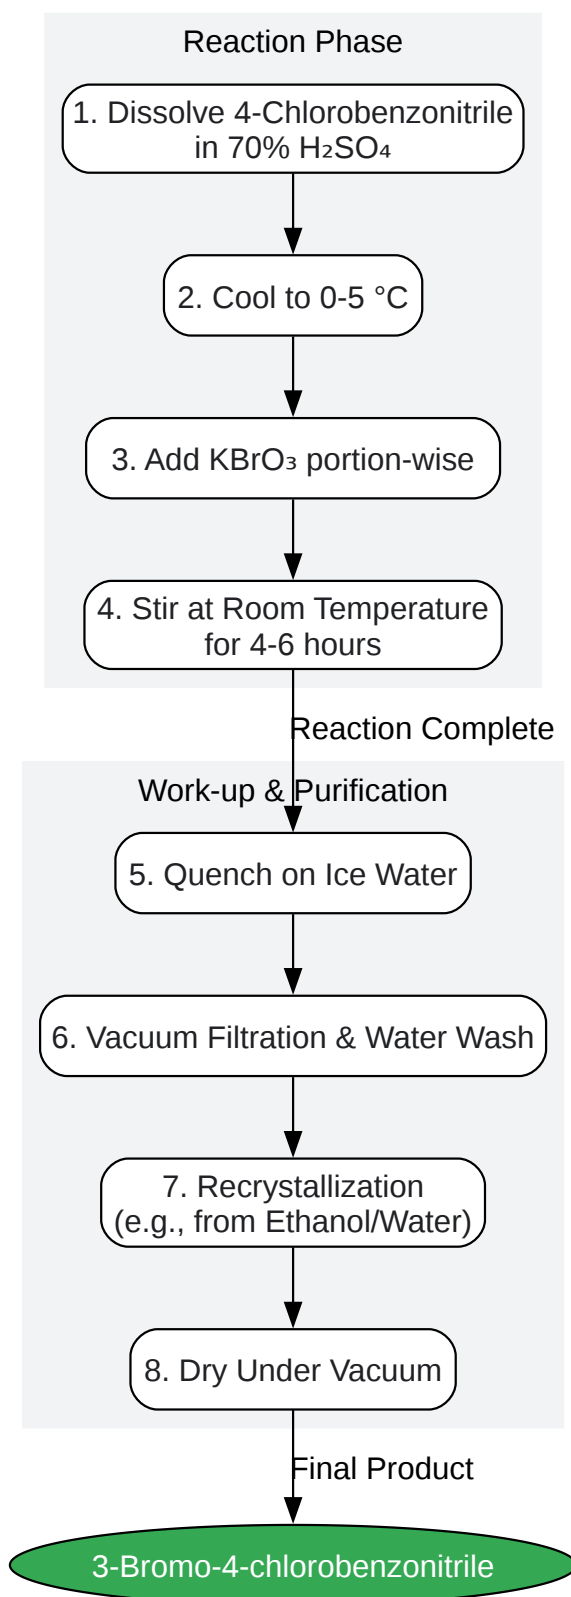 Reaction Phase
1. Dissolve 4-Chlorobenzonitrile
in 70% H₂SO₄
2. Cool to 0-5 °C
3. Add KBrO₃ portion-wise
4. Stir at Room Temperature
for 4-6 hours
Reaction Complete
Work-up & Purification
5. Quench on Ice Water
6. Vacuum Filtration & Water Wash
7. Recrystallization
(e.g., from Ethanol/Water)
8. Dry Under Vacuum
Final Product
3-Bromo-4-chlorobenzonitrile